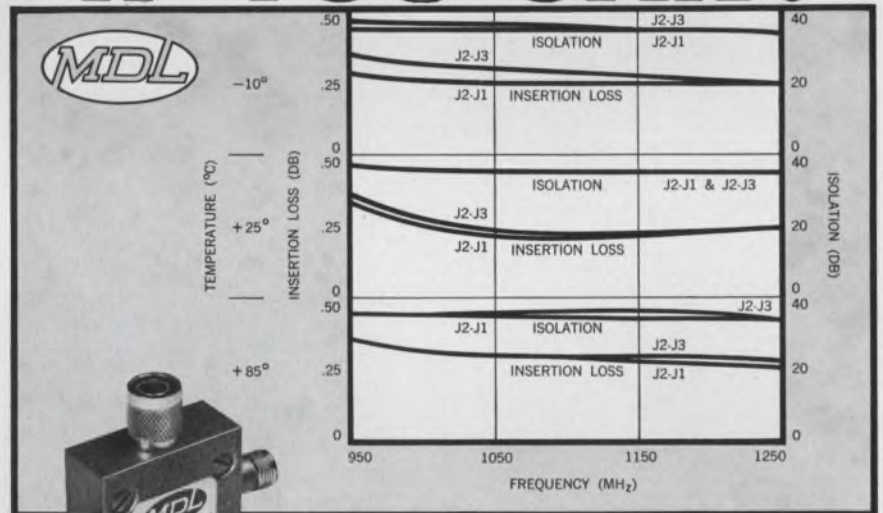 MDL
.50
40
J2-J3
ISOLATION
J2-J1
J2-J3
-10°
.25
20
J2-J1
INSERTION LOSS
0
0
.50
40
ISOLATION
J2-J1 & J2-J3
TEMPERATURE (°C)
INSERTION LOSS (DB)
ISOLATION (DB)
+25°
J2-J3
.25
20
J2-J1
INSERTION LOSS
0
0
.50
40
J2-J3
J2-J1
ISOLATION
J2-J3
+85°
.25
INSERTION LOSS
20
J2-J1
0
0
950
1050
1150
1250
FREQUENCY (MHz)
MDL